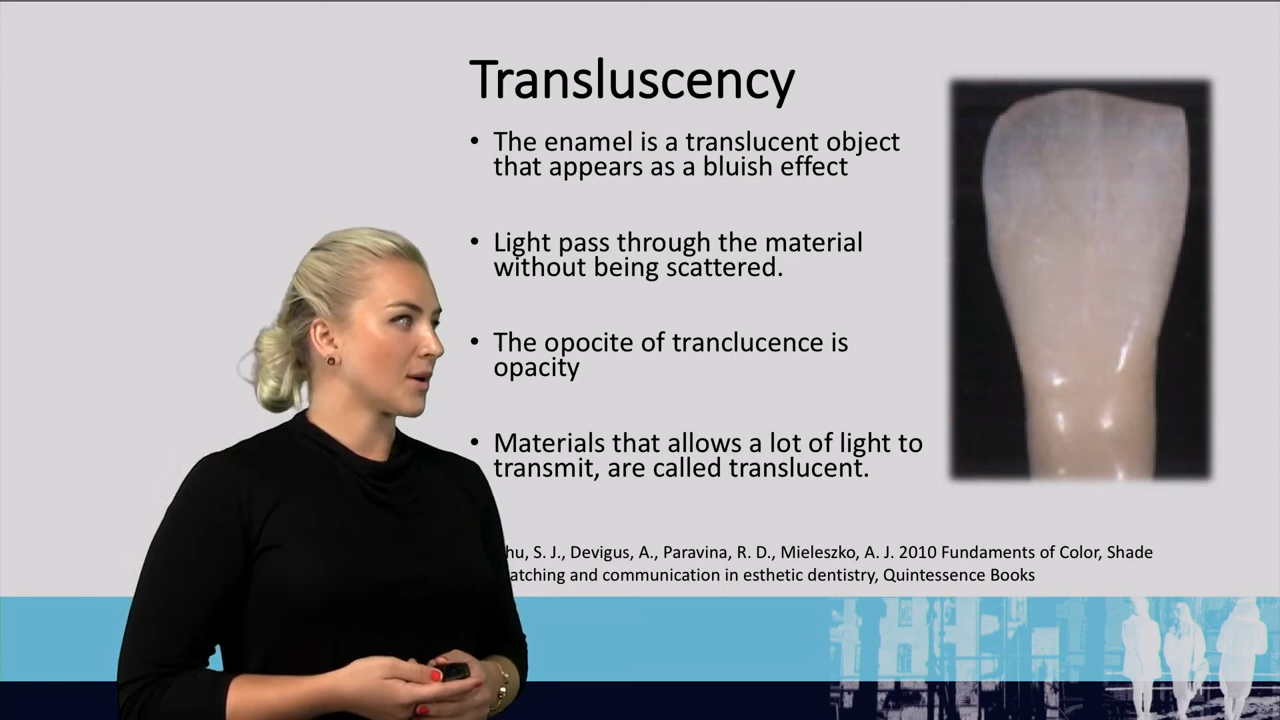 Transluscency
• The enamel is a translucent object
that appears as a bluish effect
• Light pass through the material
without being scattered.
• The opocite of tranclucence is
opacity
• Materials that allows a lot of light to
transmit, are called translucent.
hu, S. J., Devigus, A., Paravina, R. D., Mieleszko, A. J. 2010 Fundaments of Color, Shade
atching and communication in esthetic dentistry, Quintessence Books